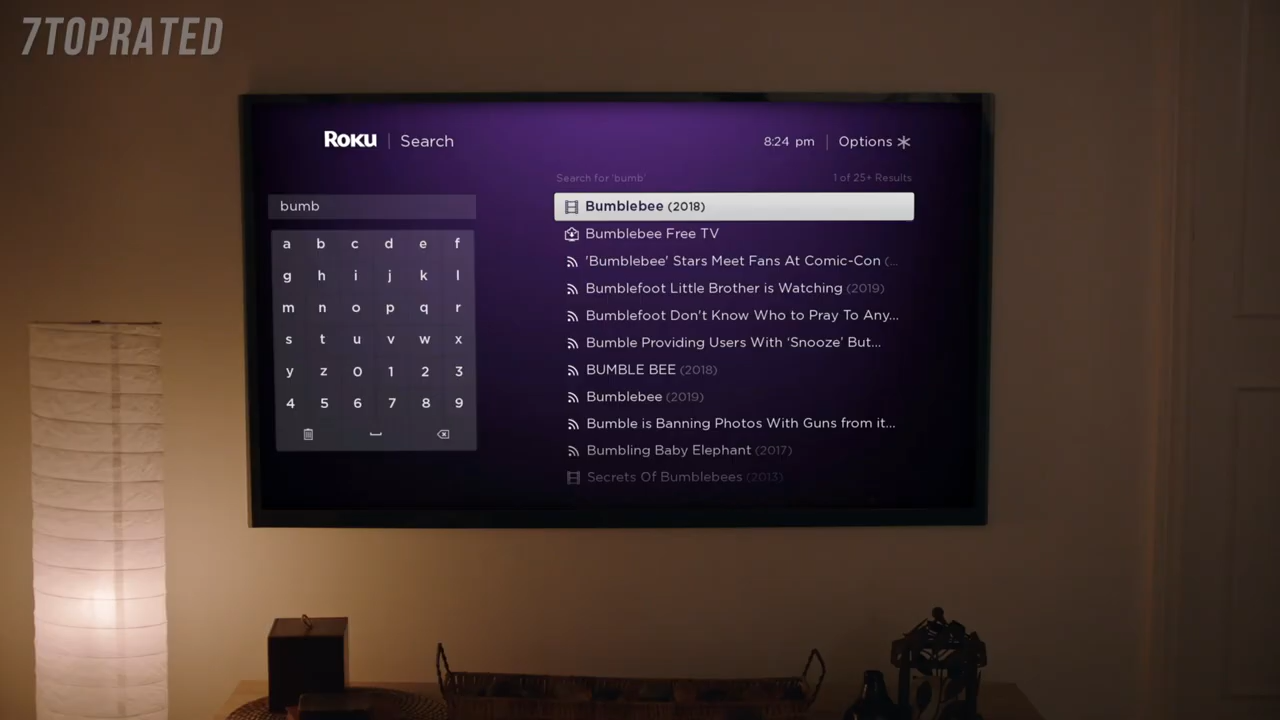 7TOPRATED
Roku | Search
8:24 pm | Options
Search for 'bumb'
1 of 25+ Results
bumb
a b c d e f
g h i j k l
m n o p q r
s t u v w x
y z 0 1 2 3
4 5 6 7 8 9
Bumblebee (2018)
Bumblebee Free TV
'Bumblebee' Stars Meet Fans At Comic-Con (...
Bumblefoot Little Brother is Watching (2019)
Bumblefoot Don't Know Who to Pray To Any...
Bumble Providing Users With ‘Snooze’ But...
BUMBLE BEE (2018)
Bumblebee (2019)
Bumble is Banning Photos With Guns from it...
Bumbling Baby Elephant (2017)
Secrets Of Bumblebees (2013)